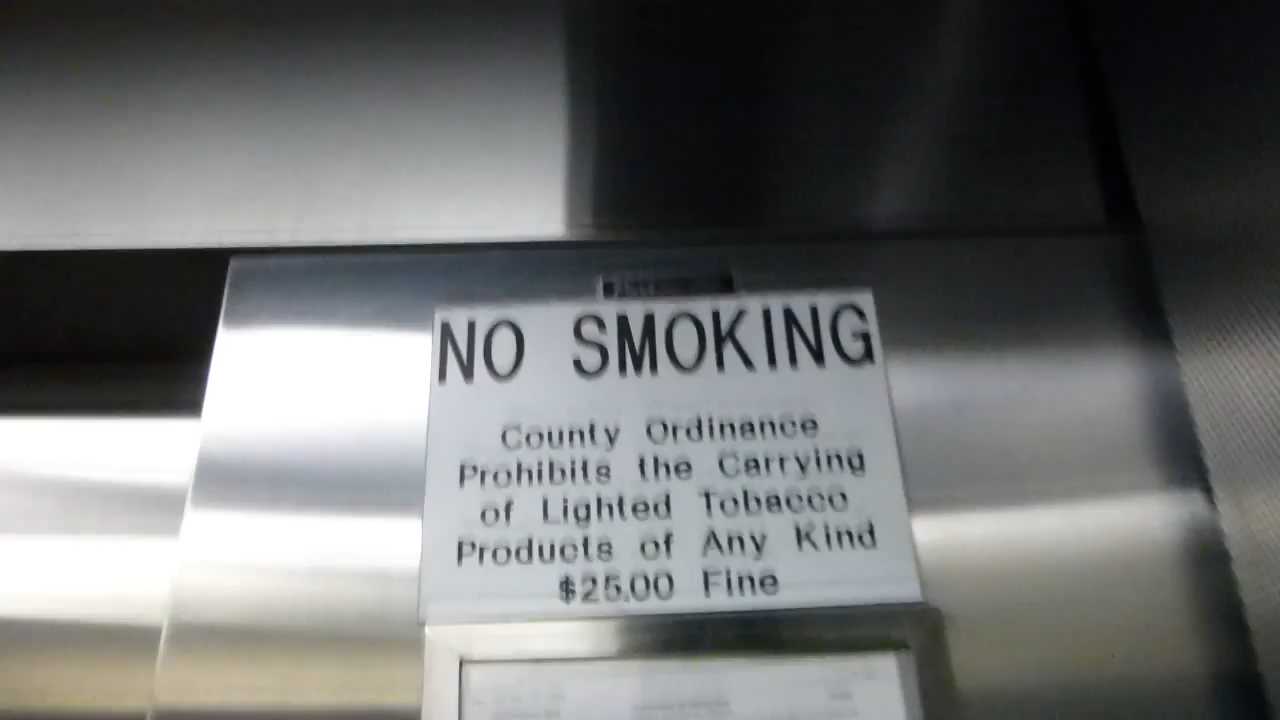 NO SMOKING
County Ordinance
Prohibits the Carrying
of Lighted Tobacco
Products of Any Kind
$25.00 Fine